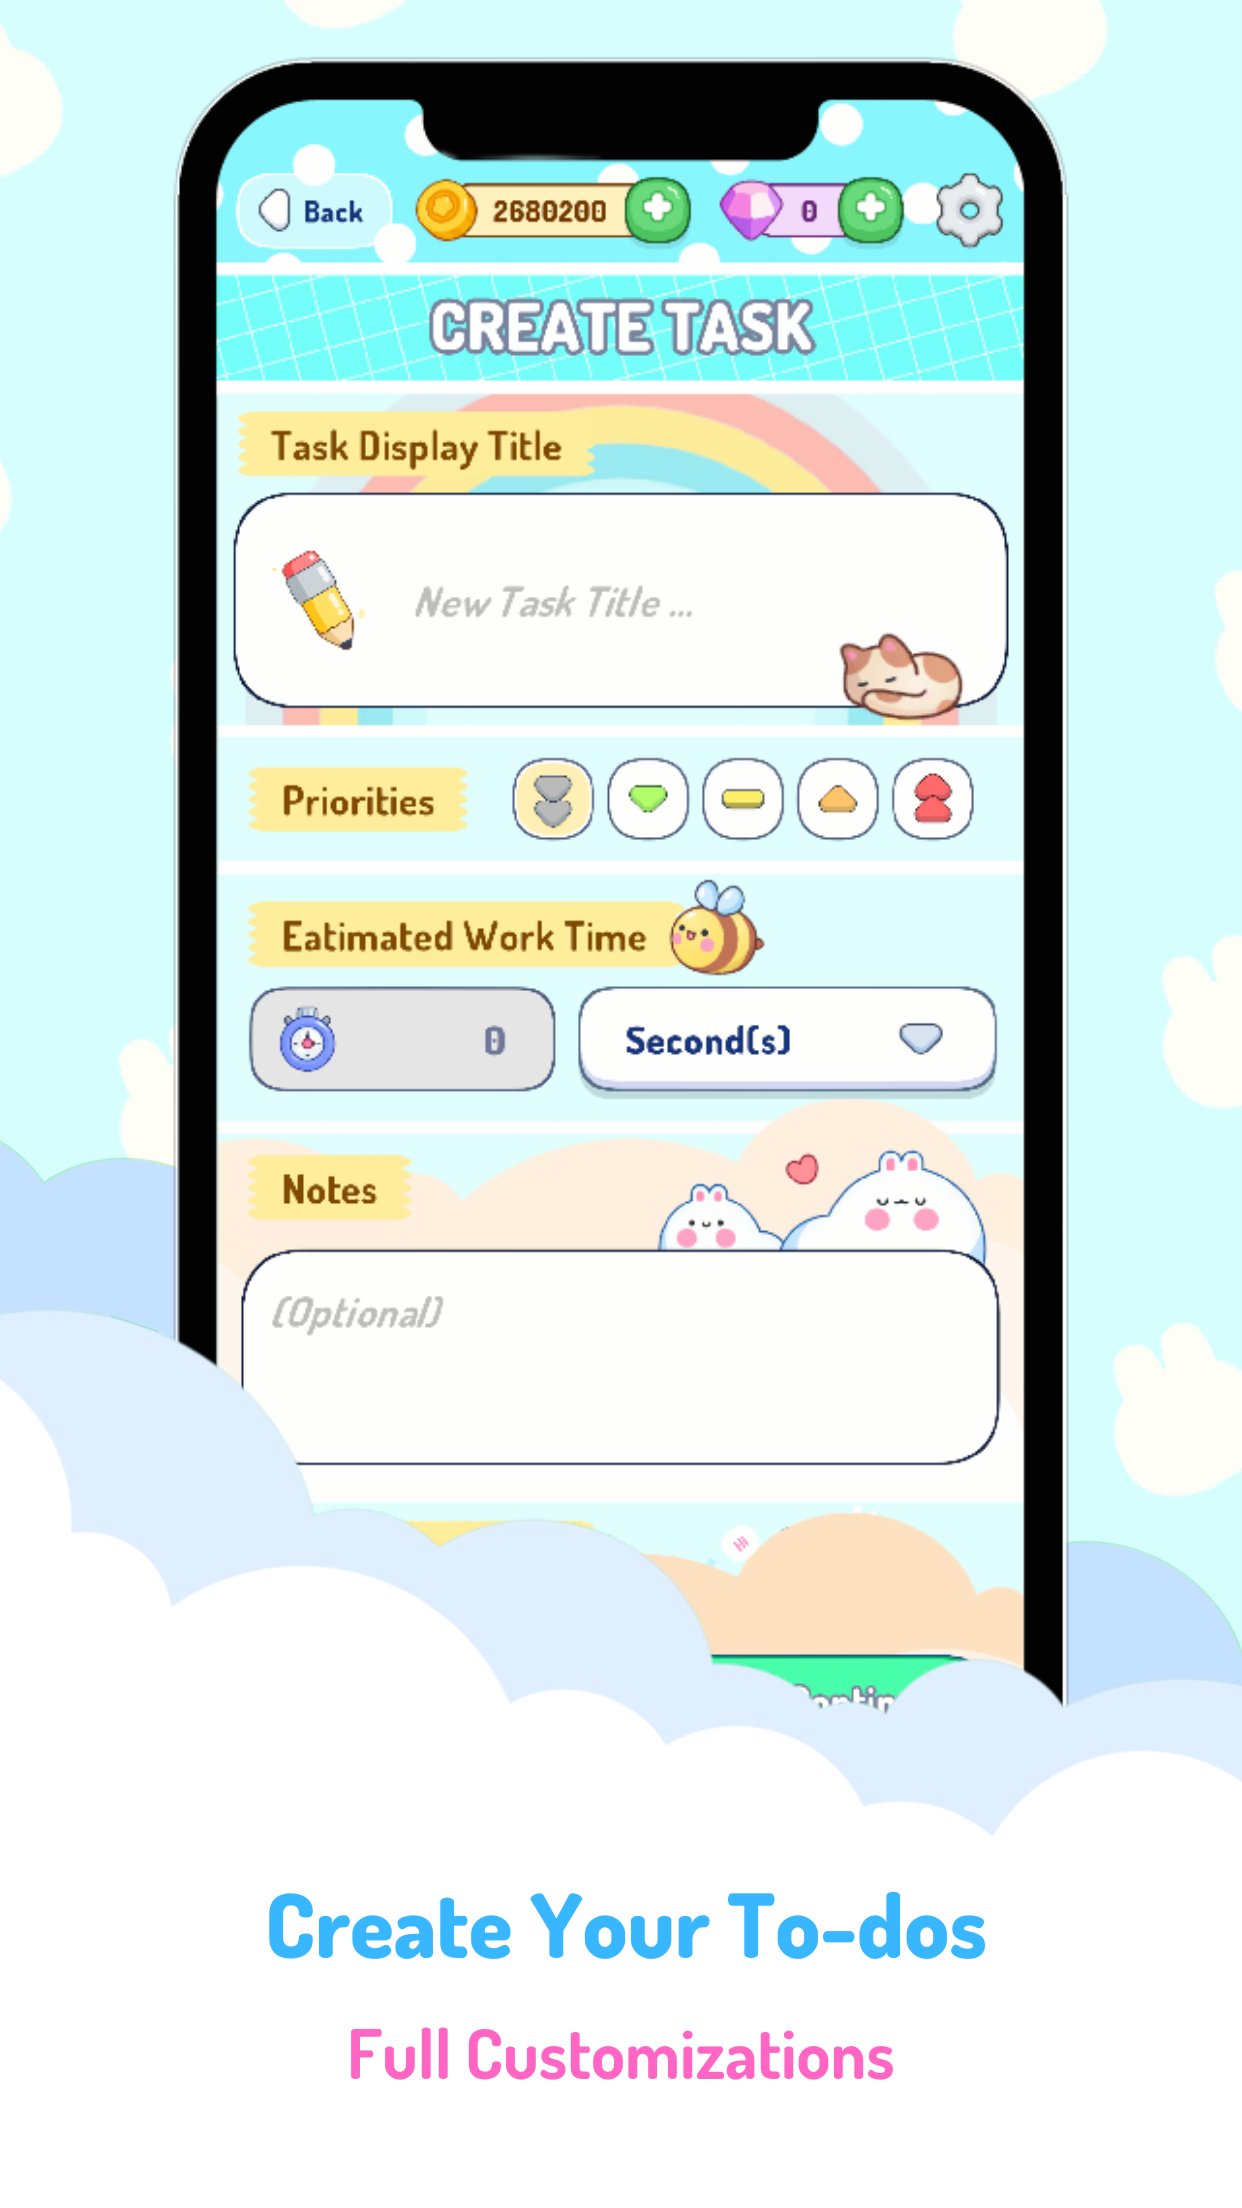 Back
2680200
0
CREATE TASK
Task Display Title
New Task Title ...
Priorities
Eatimated Work Time
0
Second(s)
Notes
(Optional)
HI
Create Your To-dos
Full Customizations